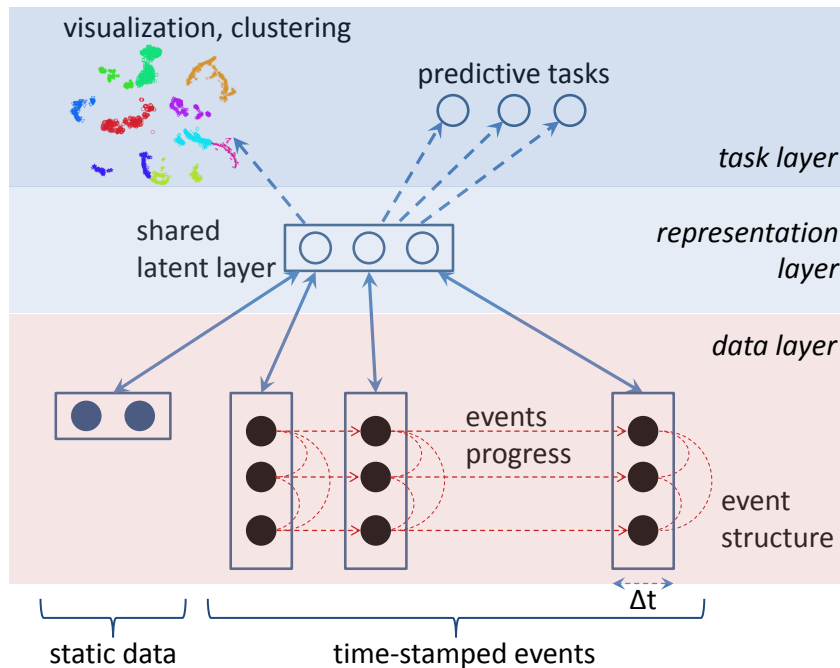 visualization, clustering
predictive tasks
task layer
shared
latent layer
representation
layer
data layer
events
progress
event
structure
Δt
static data
time-stamped events